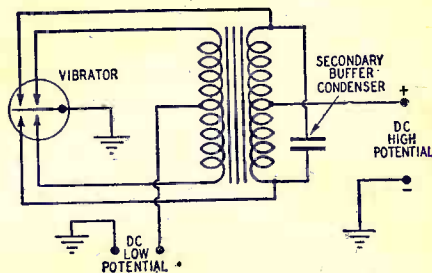 VIBRATOR
SECONDARY
BUFFER
CONDENSER
+
DC
HIGH
POTENTIAL
-
DC
LOW
POTENTIAL